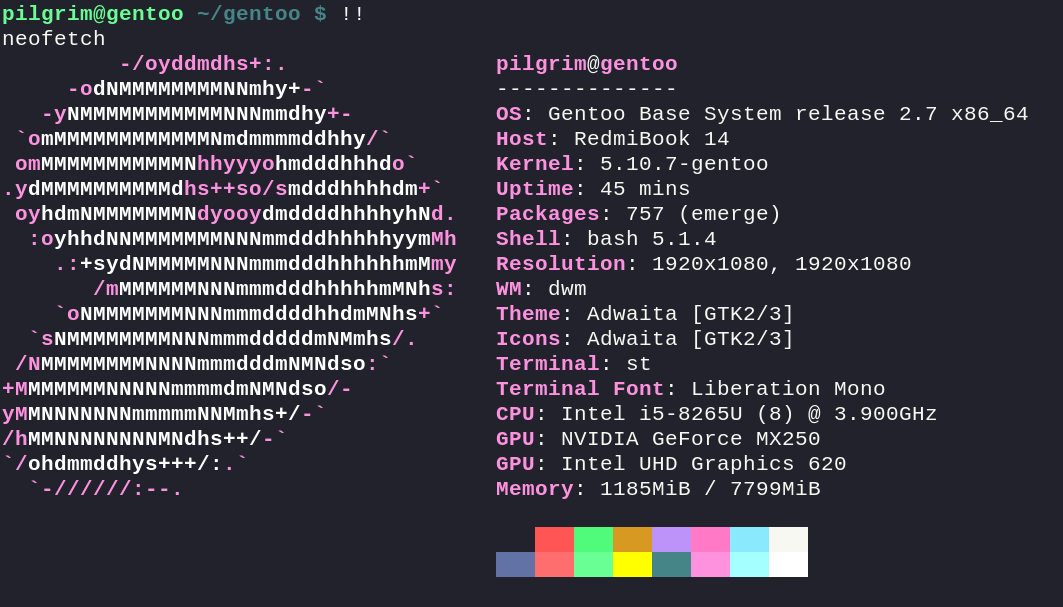 pilgrim@gentoo ~/gentoo $ !!
neofetch
         -/oyddmdhs+:.                pilgrim@gentoo
     -odNMMMMMMMMNNmhy+-`             --------------
   -yNMMMMMMMMMMMNNNmmdhy+-           OS: Gentoo Base System release 2.7 x86_64
 `omMMMMMMMMMMMMNmdmmmmddhhy/`        Host: RedmiBook 14
 omMMMMMMMMMMMNhhyyyohmdddhhhdo`      Kernel: 5.10.7-gentoo
.ydMMMMMMMMMMdhs++so/smdddhhhhdm+`    Uptime: 45 mins
 oyhdmNMMMMMMMNdyooydmddddhhhhyhNd.   Packages: 757 (emerge)
  :oyhhdNNMMMMMMMNNNmmdddhhhhhyymMh   Shell: bash 5.1.4
    .:+sydNMMMMMNNNmmmdddhhhhhhmMmy   Resolution: 1920x1080, 1920x1080
       /mMMMMMMNNNmmmdddhhhhhmMNhs:   WM: dwm
    `oNMMMMMMMNNNmmmddddhhdmMNhs+`    Theme: Adwaita [GTK2/3]
  `sNMMMMMMMMNNNmmmdddddmNMmhs/.      Icons: Adwaita [GTK2/3]
 /NMMMMMMMMNNNNmmmdddmNMNdso:`        Terminal: st
+MMMMMMMNNNNNmmmmdmNMNdso/-           Terminal Font: Liberation Mono
yMMNNNNNNNmmmmmNNMmhs+/-`             CPU: Intel i5-8265U (8) @ 3.900GHz
/hMMNNNNNNNNMNdhs++/-`                GPU: NVIDIA GeForce MX250
`/ohdmmddhys+++/:.`                   GPU: Intel UHD Graphics 620
  `-//////:--.                        Memory: 1185MiB / 7799MiB